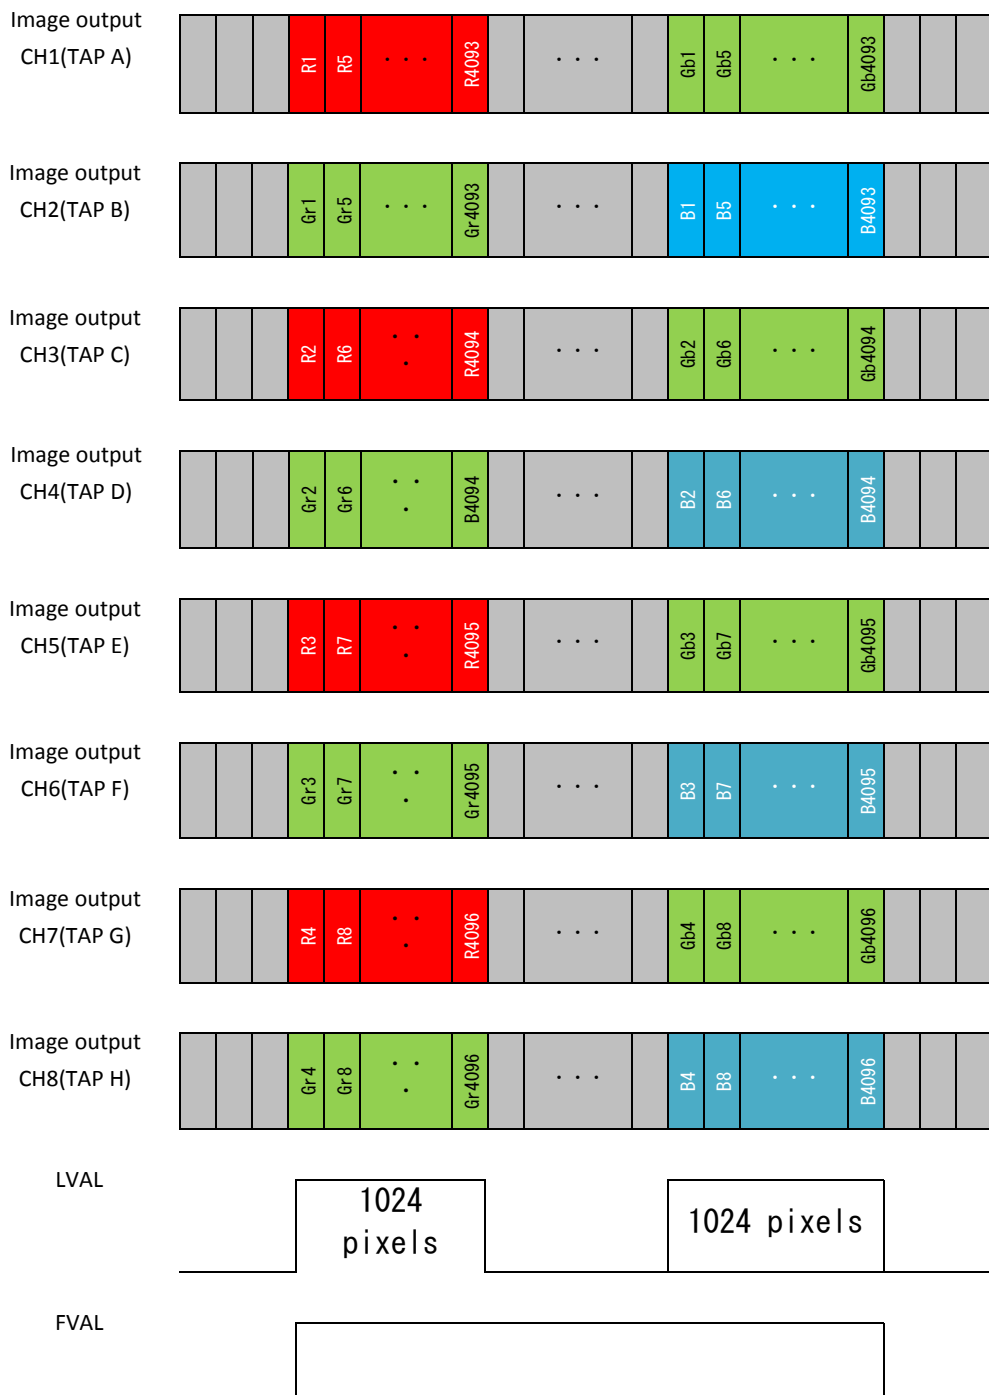 Image output
CH1(TAP A)
R1 R5 ・・・ R4093 ・・・ Gb1 Gb5 ・・・ Gb4093
Image output
CH2(TAP B)
Gr1 Gr5 ・・・ Gr4093 ・・・ B1 B5 ・・・ B4093
Image output
CH3(TAP C)
R2 R6 ・・・ R4094 ・・・ Gb2 Gb6 ・・・ Gb4094
Image output
CH4(TAP D)
Gr2 Gr6 ・・・ B4094 ・・・ B2 B6 ・・・ B4094
Image output
CH5(TAP E)
R3 R7 ・・・ R4095 ・・・ Gb3 Gb7 ・・・ Gb4095
Image output
CH6(TAP F)
Gr3 Gr7 ・・・ Gr4095 ・・・ B3 B7 ・・・ B4095
Image output
CH7(TAP G)
R4 R8 ・・・ R4096 ・・・ Gb4 Gb8 ・・・ Gb4096
Image output
CH8(TAP H)
Gr4 Gr8 ・・・ Gr4096 ・・・ B4 B8 ・・・ B4096
LVAL
1024
pixels
1024 pixels
FVAL